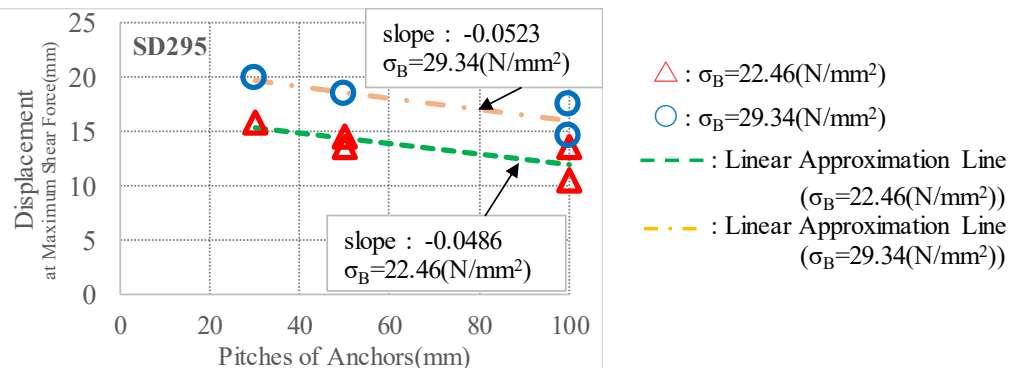 25
20
15
10
5
0
0
20
40
60
80
100
Displacement
at Maximum Shear Force(mm)
Pitches of Anchors(mm)
SD295
slope : -0.0523
σB=29.34(N/mm²)
slope : -0.0486
σB=22.46(N/mm²)
: σB=22.46(N/mm²)
: σB=29.34(N/mm²)
: Linear Approximation Line
(σB=22.46(N/mm²))
: Linear Approximation Line
(σB=29.34(N/mm²))